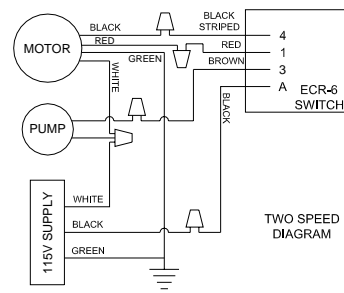 BLACK
BLACK
STRIPED
4
MOTOR
RED
RED
1
GREEN
BROWN
3
WHITE
A
ECR-6
SWITCH
BLACK
PUMP
115V SUPPLY
WHITE
BLACK
GREEN
TWO SPEED
DIAGRAM